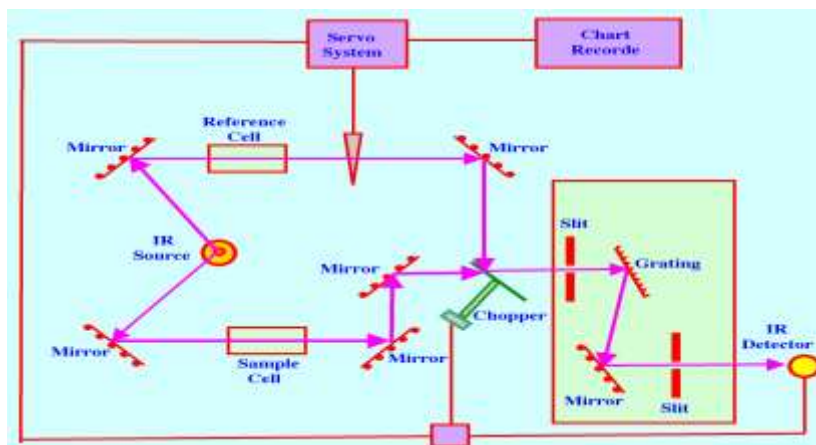 Servo
System
Chart
Recorde
Reference
Cell
Mirror
Mirror
Slit
IR
Source
Mirror
Grating
Chopper
IR
Detector
Mirror
Sample
Cell
Mirror
Mirror
Slit